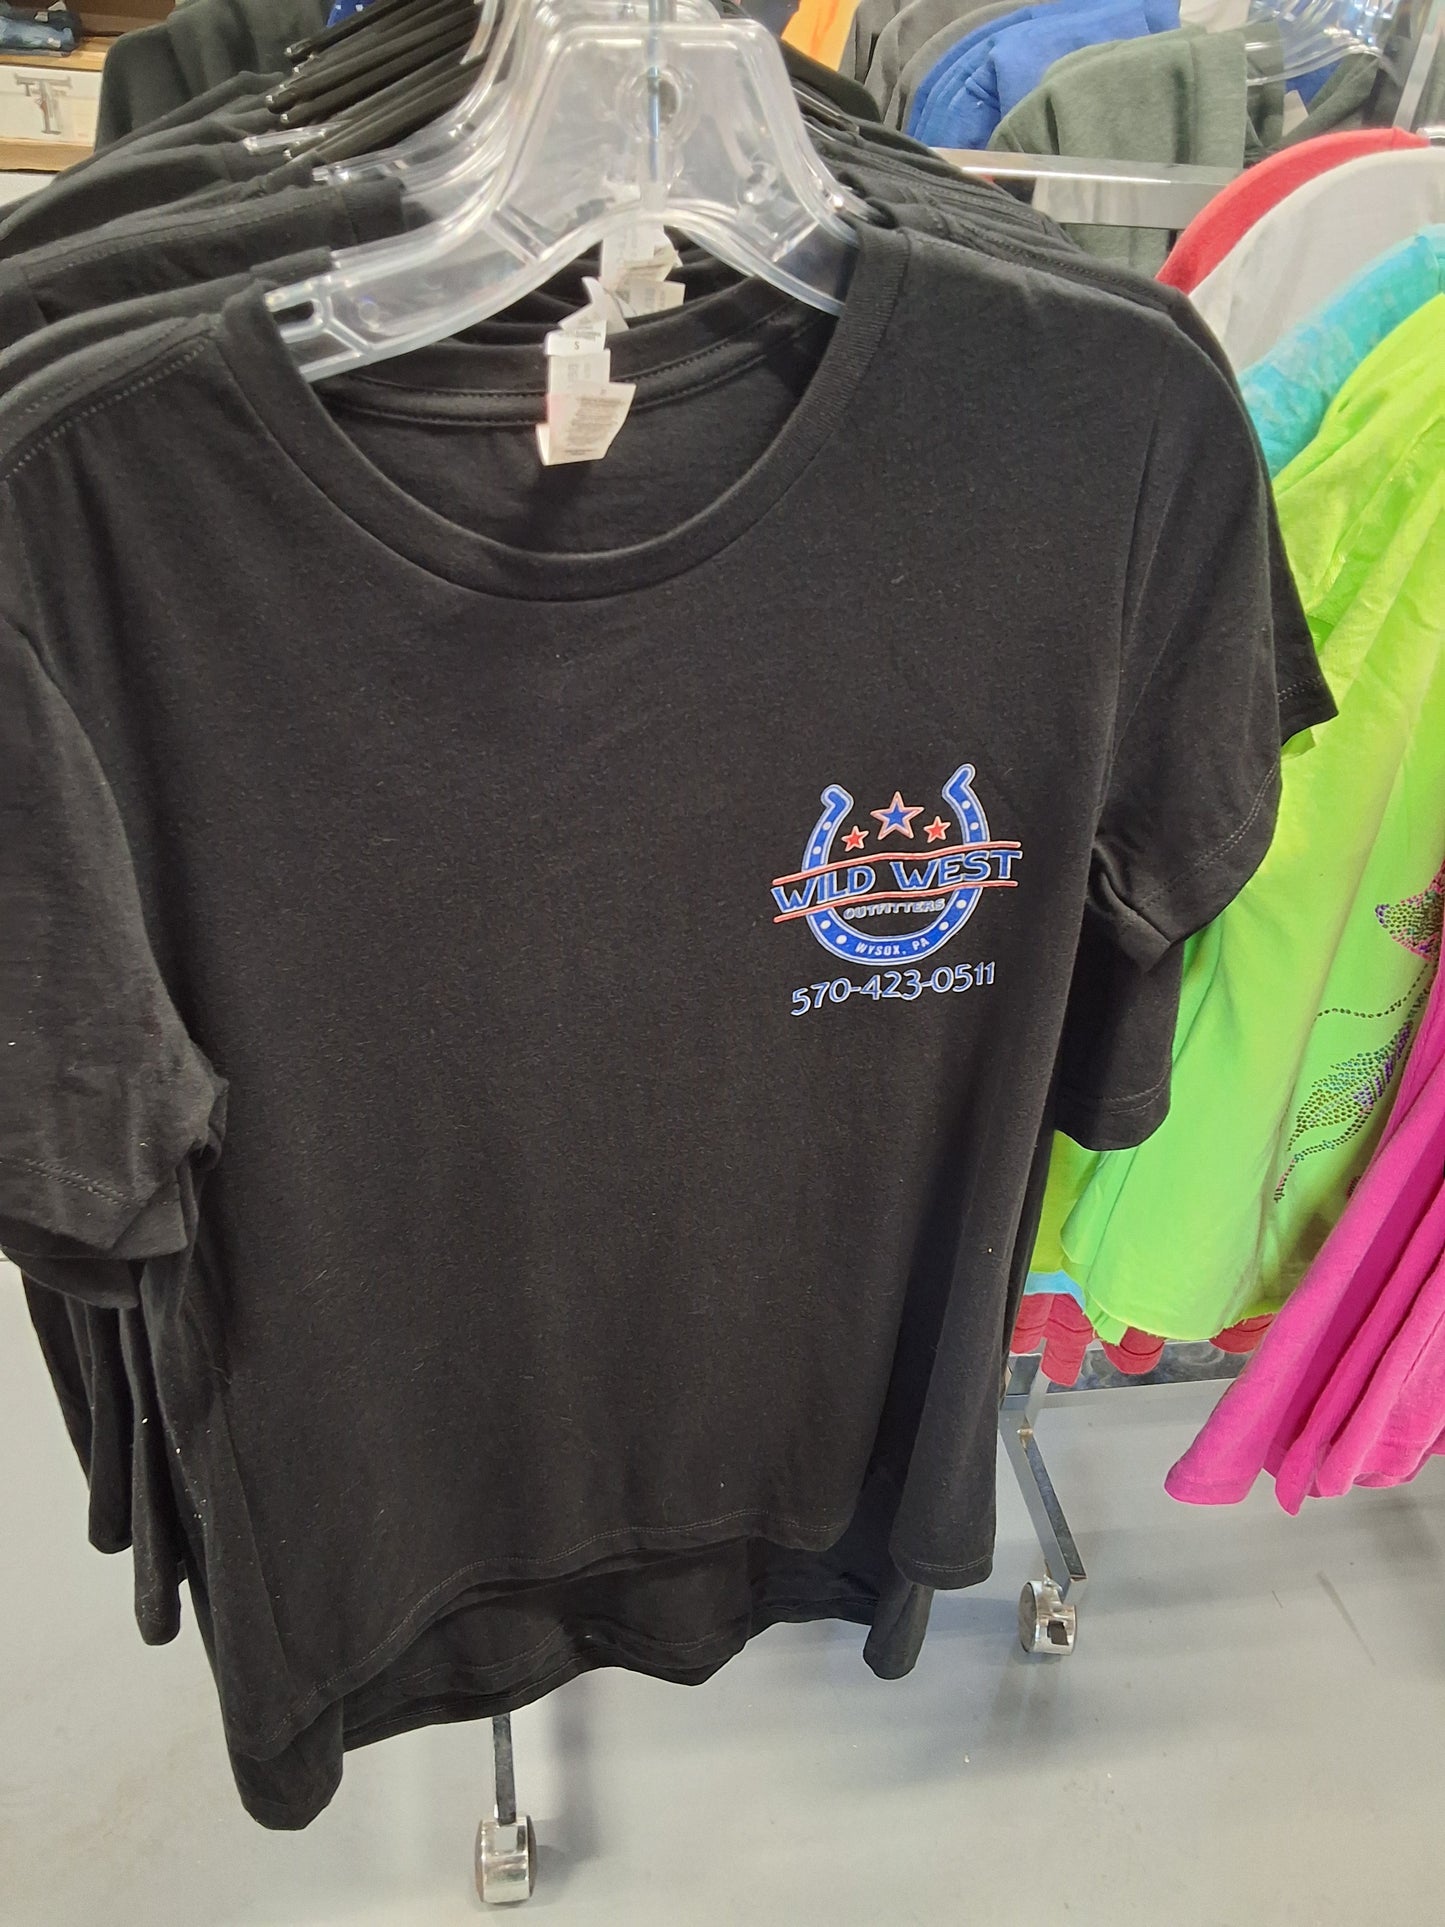 S
WILD WEST
OUTFITTERS
WYSOX, PA
570-423-0511